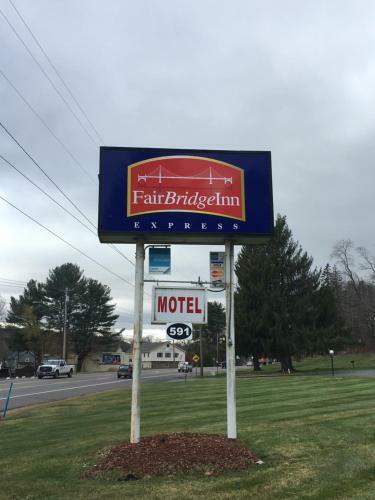 FairBridgeInn
EXPRESS
MOTEL
591